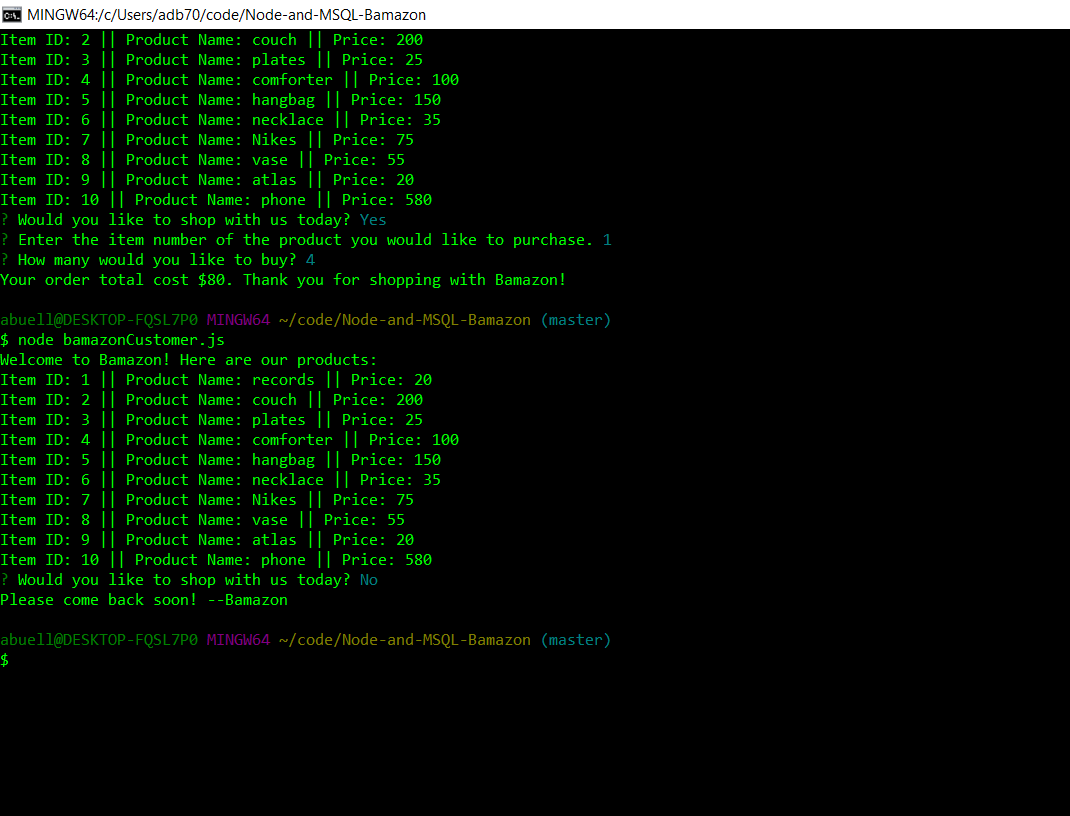 MINGW64:/c/Users/adb70/code/Node-and-MSQL-Bamazon
Item ID: 2 || Product Name: couch || Price: 200
Item ID: 3 || Product Name: plates || Price: 25
Item ID: 4 || Product Name: comforter || Price: 100
Item ID: 5 || Product Name: hangbag || Price: 150
Item ID: 6 || Product Name: necklace || Price: 35
Item ID: 7 || Product Name: Nikes || Price: 75
Item ID: 8 || Product Name: vase || Price: 55
Item ID: 9 || Product Name: atlas || Price: 20
Item ID: 10 || Product Name: phone || Price: 580
? Would you like to shop with us today? Yes
? Enter the item number of the product you would like to purchase. 1
? How many would you like to buy? 4
Your order total cost $80. Thank you for shopping with Bamazon!
abuell@DESKTOP-FQSL7P0 MINGW64 ~/code/Node-and-MSQL-Bamazon (master)
$ node bamazonCustomer.js
Welcome to Bamazon! Here are our products:
Item ID: 1 || Product Name: records || Price: 20
Item ID: 2 || Product Name: couch || Price: 200
Item ID: 3 || Product Name: plates || Price: 25
Item ID: 4 || Product Name: comforter || Price: 100
Item ID: 5 || Product Name: hangbag || Price: 150
Item ID: 6 || Product Name: necklace || Price: 35
Item ID: 7 || Product Name: Nikes || Price: 75
Item ID: 8 || Product Name: vase || Price: 55
Item ID: 9 || Product Name: atlas || Price: 20
Item ID: 10 || Product Name: phone || Price: 580
? Would you like to shop with us today? No
Please come back soon! --Bamazon
abuell@DESKTOP-FQSL7P0 MINGW64 ~/code/Node-and-MSQL-Bamazon (master)
$